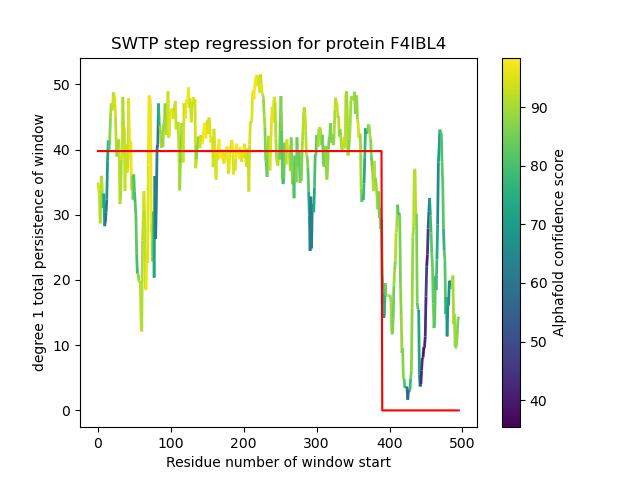 SWTP step regression for protein F4IBL4
degree 1 total persistence of window
50
40
30
20
10
0
0 100 200 300 400 500
Residue number of window start
90
80
70
60
50
40
Alphafold confidence score